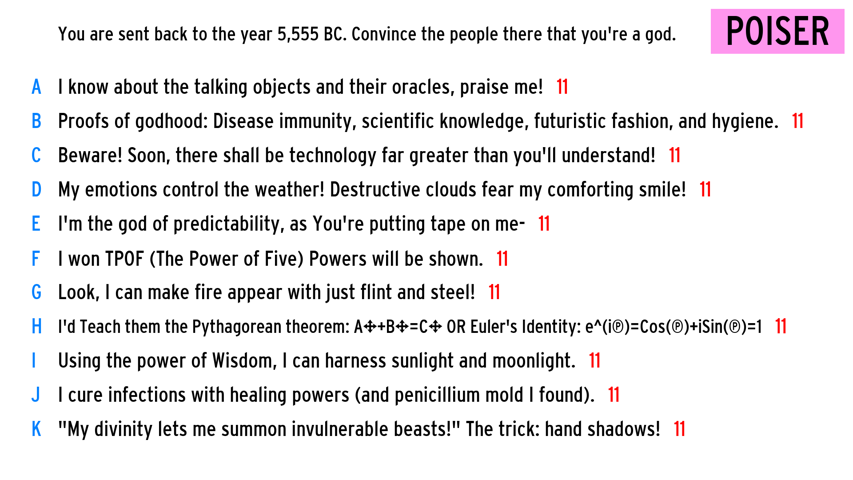 You are sent back to the year 5,555 BC. Convince the people there that you're a god.
POISER
A I know about the talking objects and their oracles, praise me! 11
B Proofs of godhood: Disease immunity, scientific knowledge, futuristic fashion, and hygiene. 11
C Beware! Soon, there shall be technology far greater than you'll understand! 11
D My emotions control the weather! Destructive clouds fear my comforting smile! 11
E I'm the god of predictability, as You're putting tape on me- 11
F I won TPOF (The Power of Five) Powers will be shown. 11
G Look, I can make fire appear with just flint and steel! 11
H I'd Teach them the Pythagorean theorem: A✢+B✢=C✢ OR Euler's Identity: e^(i℗)=Cos(℗)+iSin(℗)=1 11
I Using the power of Wisdom, I can harness sunlight and moonlight. 11
J I cure infections with healing powers (and penicillium mold I found). 11
K "My divinity lets me summon invulnerable beasts!" The trick: hand shadows! 11